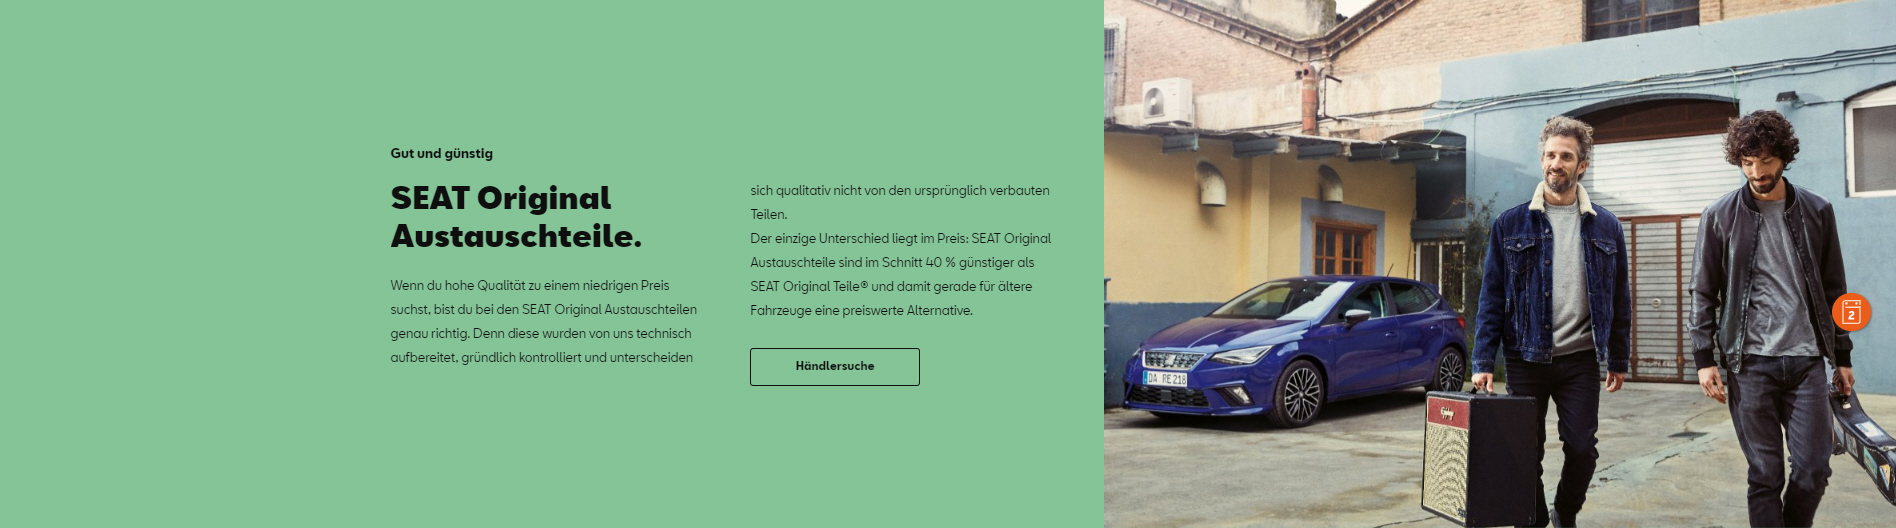 Gut und günstig
SEAT Original
Austauschteile.
Wenn du hohe Qualität zu einem niedrigen Preis
suchst, bist du bei den SEAT Original Austauschteilen
genau richtig. Denn diese wurden von uns technisch
aufbereitet, gründlich kontrolliert und unterscheiden
sich qualitativ nicht von den ursprünglich verbauten
Teilen.
Der einzige Unterschied liegt im Preis: SEAT Original
Austauschteile sind im Schnitt 40 % günstiger als
SEAT Original Teile® und damit gerade für ältere
Fahrzeuge eine preiswerte Alternative.
Händlersuche
DA RE 218
Epiphone
2